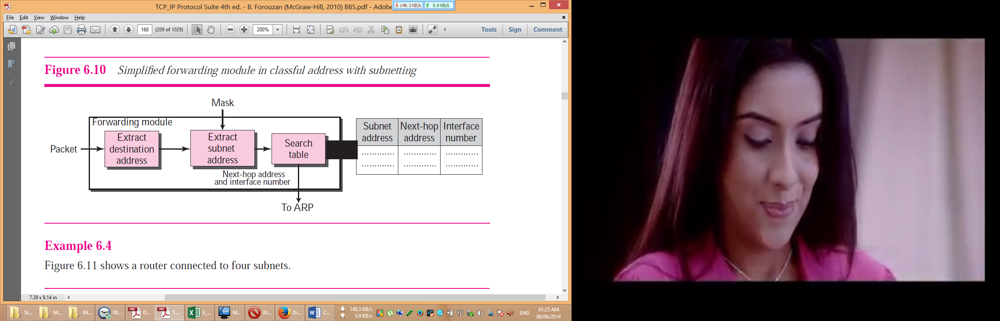 TCP_IP Protocol Suite 4th ed. - B. Forouzan (McGraw-Hill, 2010) BBS.pdf - Adobe
148.3 KB/s 5.9 KB/s
File Edit View Window Help
168 (209 of 1029) 200% Tools Sign Comment
Figure 6.10 Simplified forwarding module in classful address with subnetting
Mask
Forwarding module
Packet
Extract
destination
address
Extract
subnet
address
Search
table
Next-hop address
and interface number
To ARP
Subnet address
Next-hop address
Interface number
............. ............. .............
............. ............. .............
Example 6.4
Figure 6.11 shows a router connected to four subnets.
7.39 x 9.14 in
St... M... IN... 00... D... T... 6_... M... Xt... Di... C...
148.3 KB/s
5.9 KB/s
ENG
01:25 AM
08/06/2014